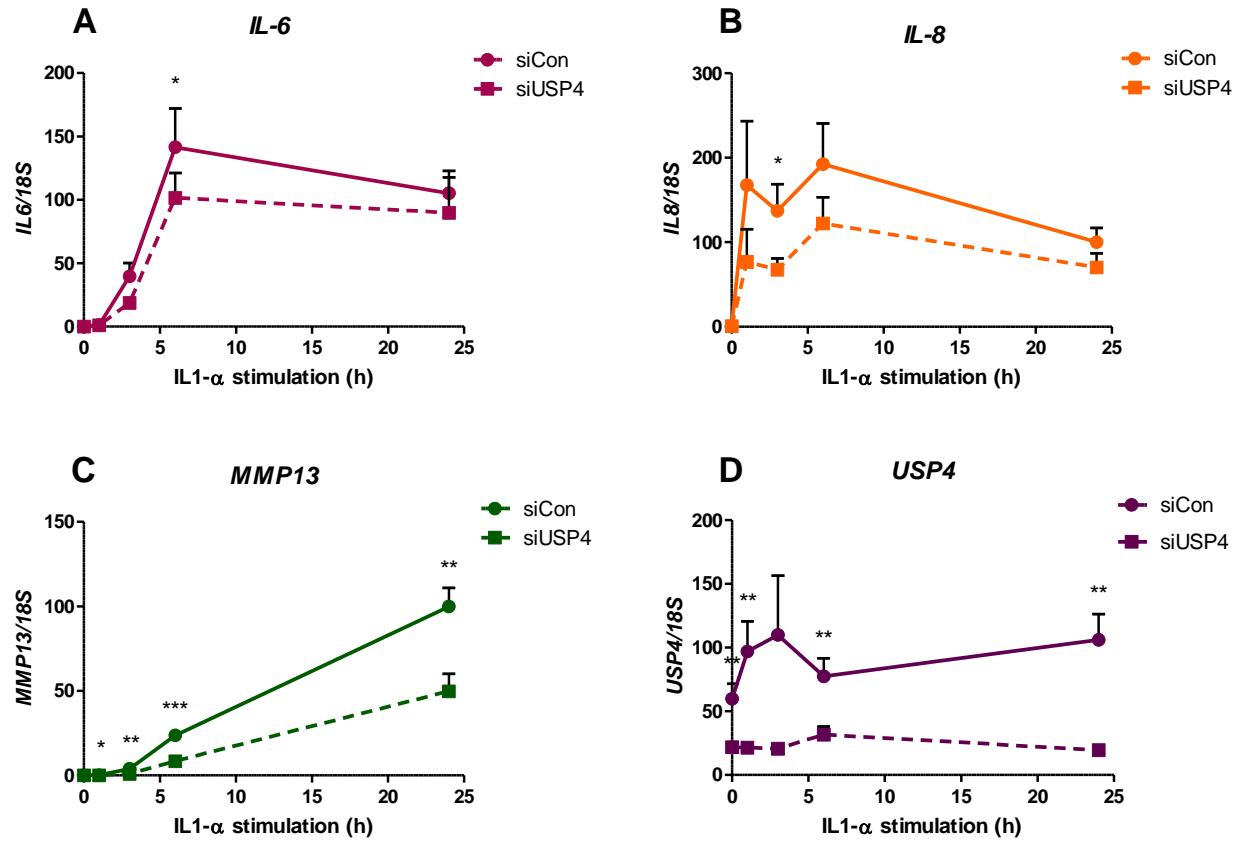 A
IL-6
siCon
siUSP4
*
200
150
100
50
0
IL6/18S
0 5 10 15 20 25
IL1-α stimulation (h)
B
IL-8
siCon
siUSP4
*
300
200
100
0
IL8/18S
0 5 10 15 20 25
IL1-α stimulation (h)
C
MMP13
siCon
siUSP4
150
100
50
0
MMP13/18S
* ** *** **
0 5 10 15 20 25
IL1-α stimulation (h)
D
USP4
siCon
siUSP4
200
150
100
50
0
USP4/18S
** ** ** **
0 5 10 15 20 25
IL1-α stimulation (h)